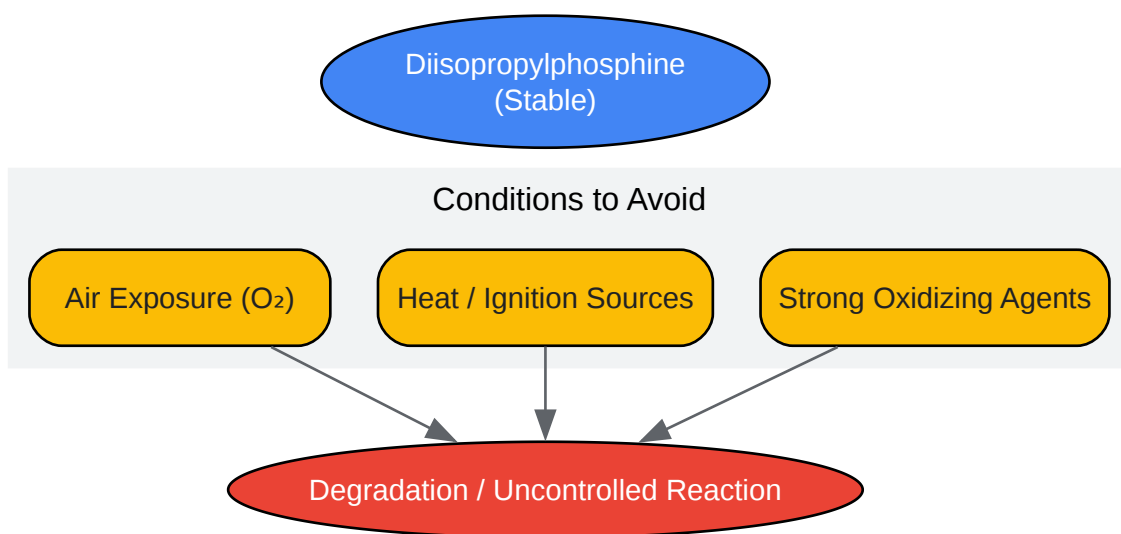 Diisopropylphosphine
(Stable)
Conditions to Avoid
Air Exposure (O₂)
Heat / Ignition Sources
Strong Oxidizing Agents
Degradation / Uncontrolled Reaction